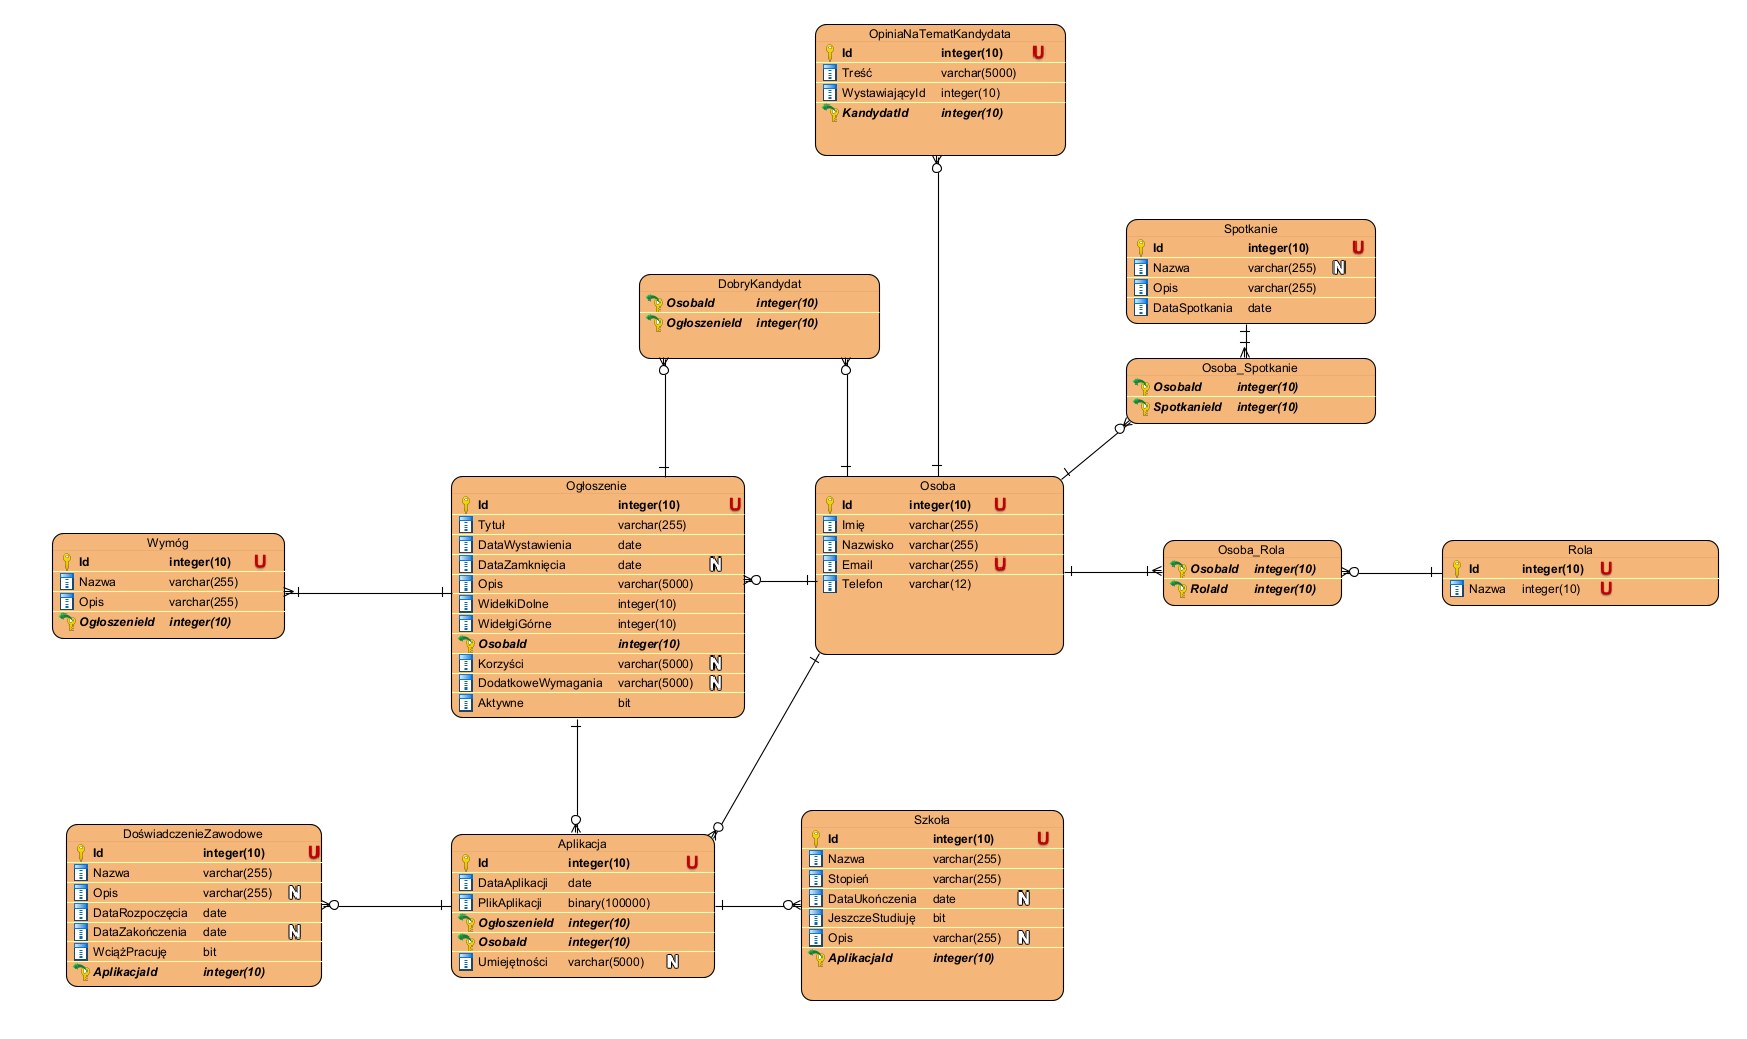 OpiniaNaTematKandydata
Id integer(10) U
Treść varchar(5000)
WystawiającyId integer(10)
KandydatId integer(10)
Spotkanie
Id integer(10) U
Nazwa varchar(255) N
Opis varchar(255)
DataSpotkania date
DobryKandydat
OsobaId integer(10)
OgłoszenieId integer(10)
Osoba_Spotkanie
OsobaId integer(10)
SpotkanieId integer(10)
Ogłoszenie
Id integer(10) U
Tytuł varchar(255)
DataWystawienia date
DataZamknięcia date N
Opis varchar(5000)
WidełkiDolne integer(10)
WidełgiGórne integer(10)
OsobaId integer(10)
Korzyści varchar(5000) N
DodatkoweWymagania varchar(5000) N
Aktywne bit
Osoba
Id integer(10) U
Imię varchar(255)
Nazwisko varchar(255)
Email varchar(255) U
Telefon varchar(12)
Wymóg
Id integer(10) U
Nazwa varchar(255)
Opis varchar(255)
OgłoszenieId integer(10)
Osoba_Rola
OsobaId integer(10)
RolaId integer(10)
Rola
Id integer(10) U
Nazwa integer(10) U
DoświadczenieZawodowe
Id integer(10) U
Nazwa varchar(255)
Opis varchar(255) N
DataRozpoczęcia date
DataZakończenia date N
WciążPracuję bit
AplikacjaId integer(10)
Aplikacja
Id integer(10) U
DataAplikacji date
PlikAplikacji binary(100000)
OgłoszenieId integer(10)
OsobaId integer(10)
Umiejętności varchar(5000) N
Szkoła
Id integer(10) U
Nazwa varchar(255)
Stopień varchar(255)
DataUkończenia date N
JeszczeStudiuję bit
Opis varchar(255) N
AplikacjaId integer(10)